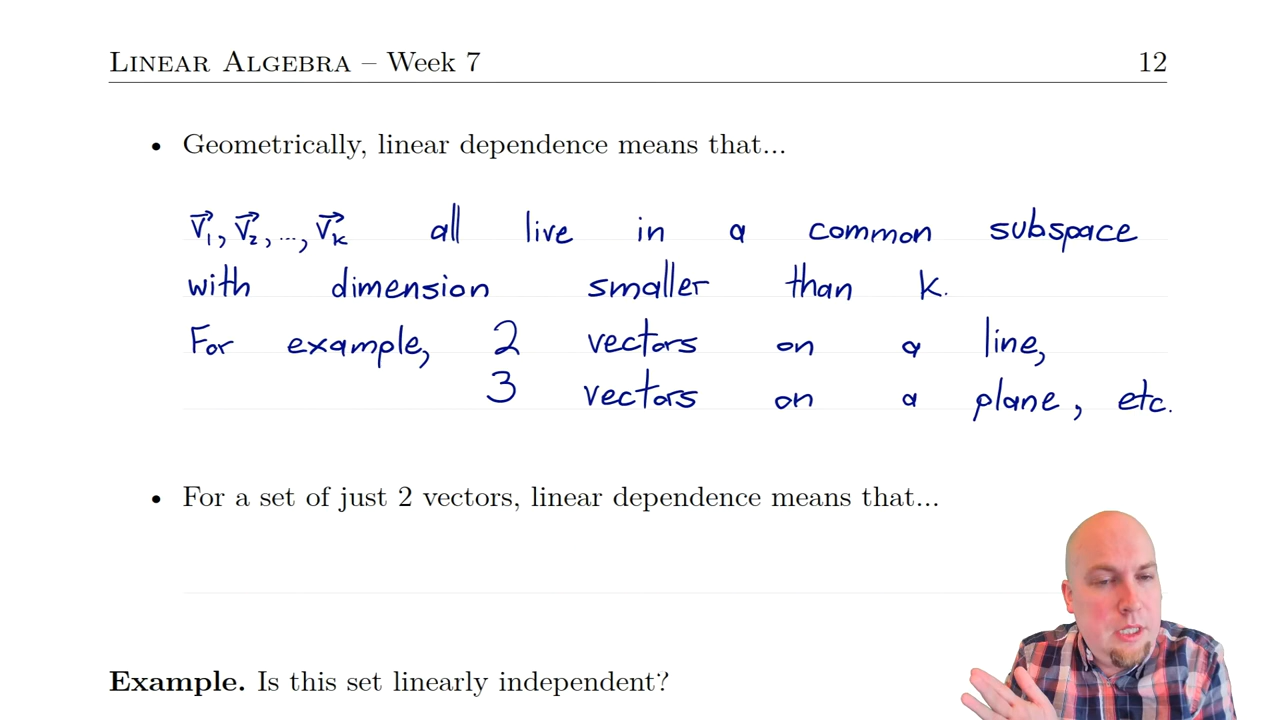 LINEAR ALGEBRA – Week 7 12
• Geometrically, linear dependence means that...
v⃗₁, v⃗₂, ..., v⃗ₖ all live in a common subspace
with dimension smaller than k.
For example, 2 vectors on a line,
3 vectors on a plane, etc.
• For a set of just 2 vectors, linear dependence means that...
Example. Is this set linearly independent?